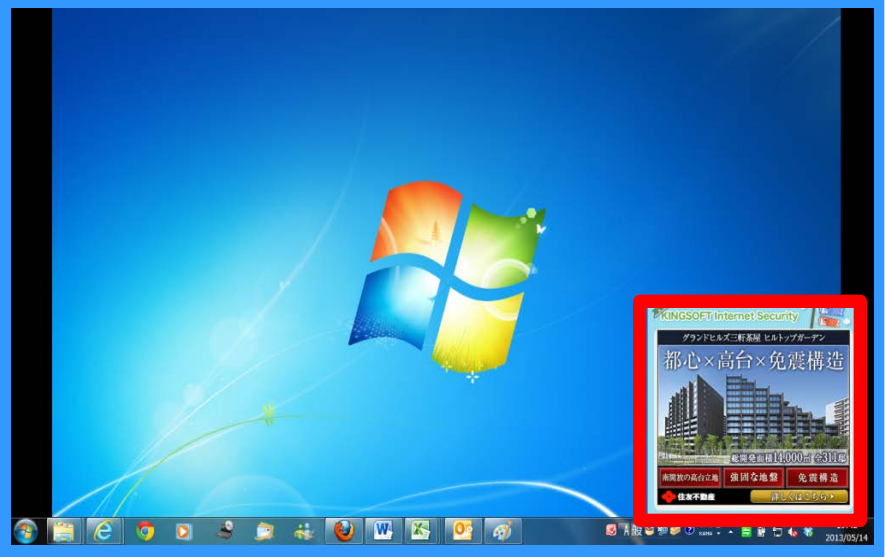 KINGSOFT Internet Security
グランドヒルズ三軒茶屋 ヒルトップガーデン
都心×高台×免震構造
総開発面積14,000㎡ 全311邸
南開放の高台立地 強固な地盤 免震構造
住友不動産 詳しくはこちら
A般
2013/05/14